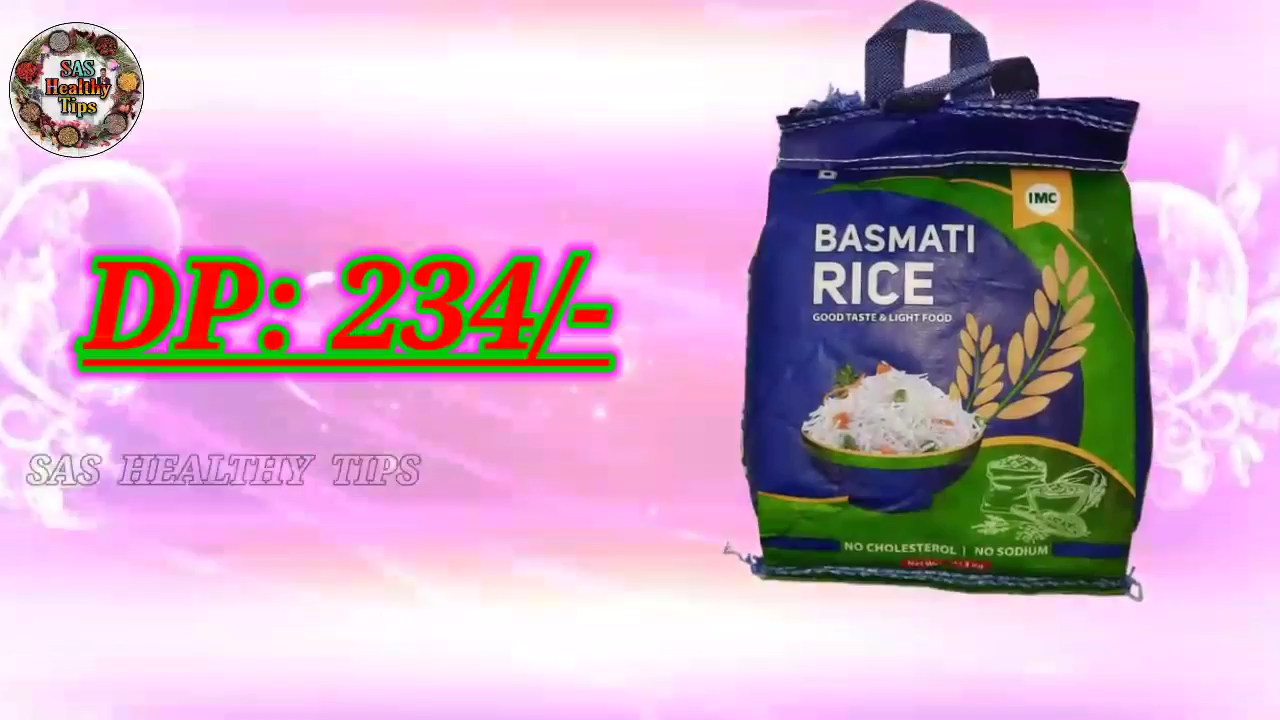 SAS
Healthy
Tips
DP: 234/-
SAS HEALTHY TIPS
IMC
BASMATI
RICE
GOOD TASTE & LIGHT FOOD
NO CHOLESTEROL | NO SODIUM